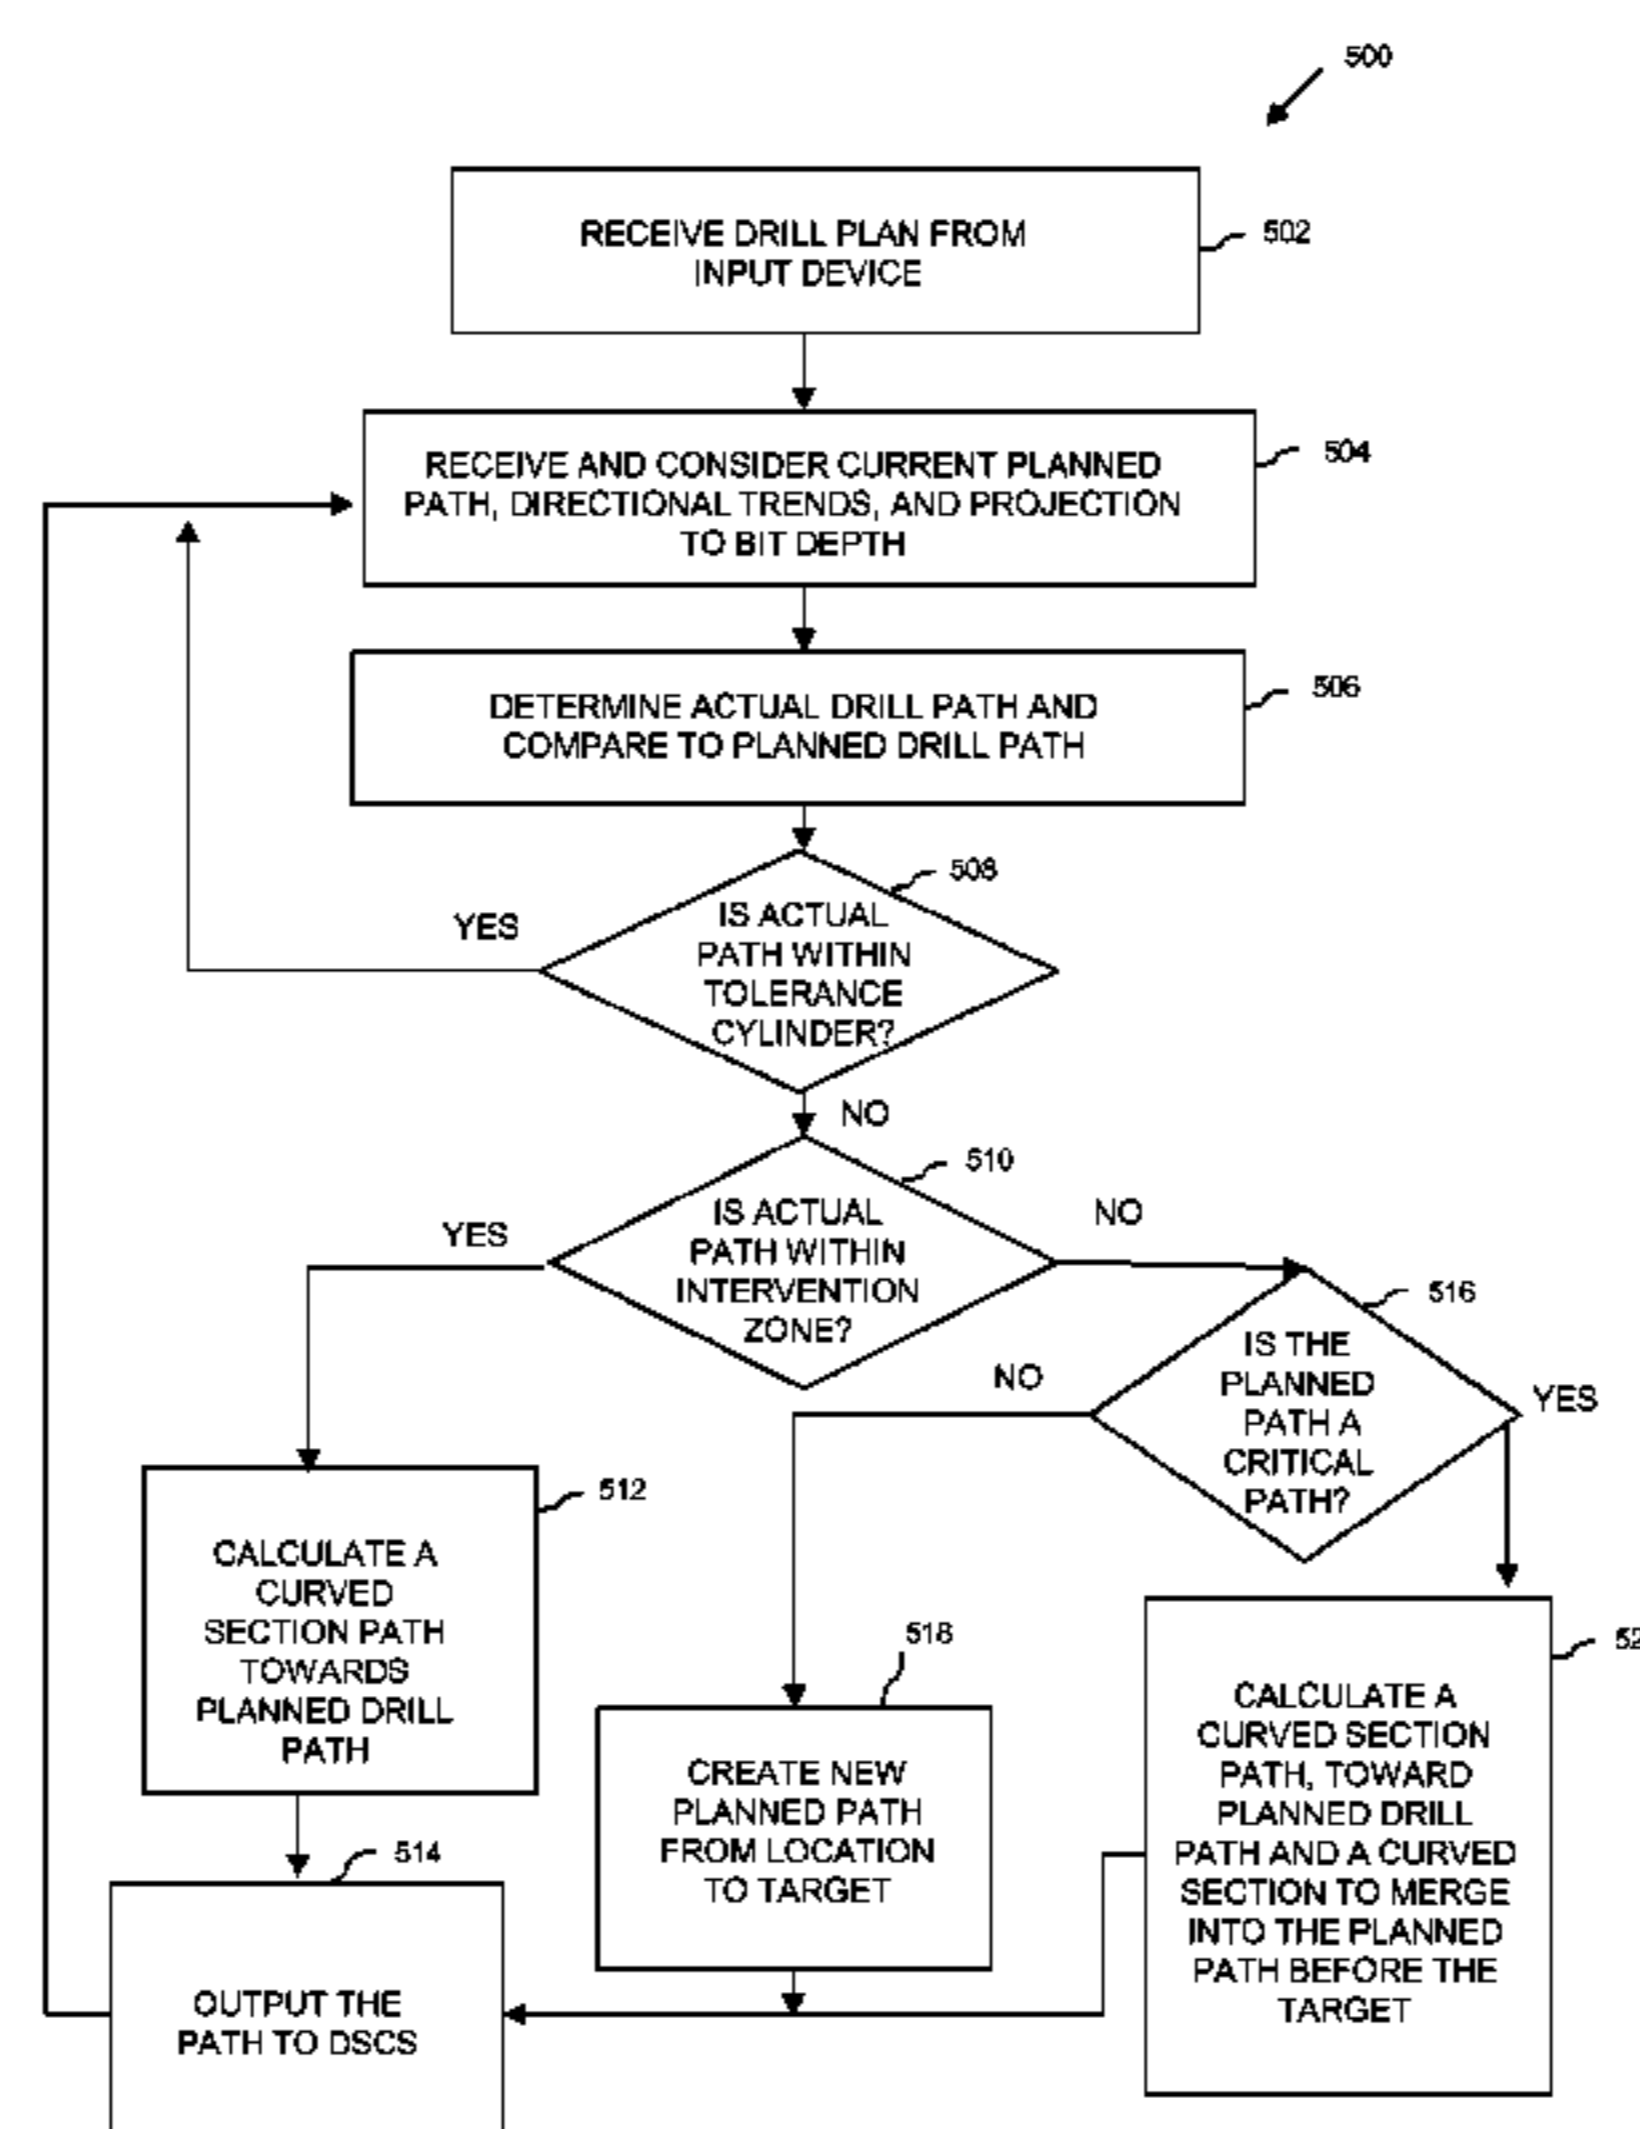 500
RECEIVE DRILL PLAN FROM
INPUT DEVICE
502
RECEIVE AND CONSIDER CURRENT PLANNED
PATH, DIRECTIONAL TRENDS, AND PROJECTION
TO BIT DEPTH
504
DETERMINE ACTUAL DRILL PATH AND
COMPARE TO PLANNED DRILL PATH
506
508
YES
IS ACTUAL
PATH WITHIN
TOLERANCE
CYLINDER?
NO
510
YES
IS ACTUAL
PATH WITHIN
INTERVENTION
ZONE?
NO
516
NO
IS THE
PLANNED
PATH A
CRITICAL
PATH?
YES
512
CALCULATE A
CURVED
SECTION PATH
TOWARDS
PLANNED DRILL
PATH
518
CREATE NEW
PLANNED PATH
FROM LOCATION
TO TARGET
CALCULATE A
CURVED SECTION
PATH, TOWARD
PLANNED DRILL
PATH AND A CURVED
SECTION TO MERGE
INTO THE PLANNED
PATH BEFORE THE
TARGET
514
OUTPUT THE
PATH TO DSCS